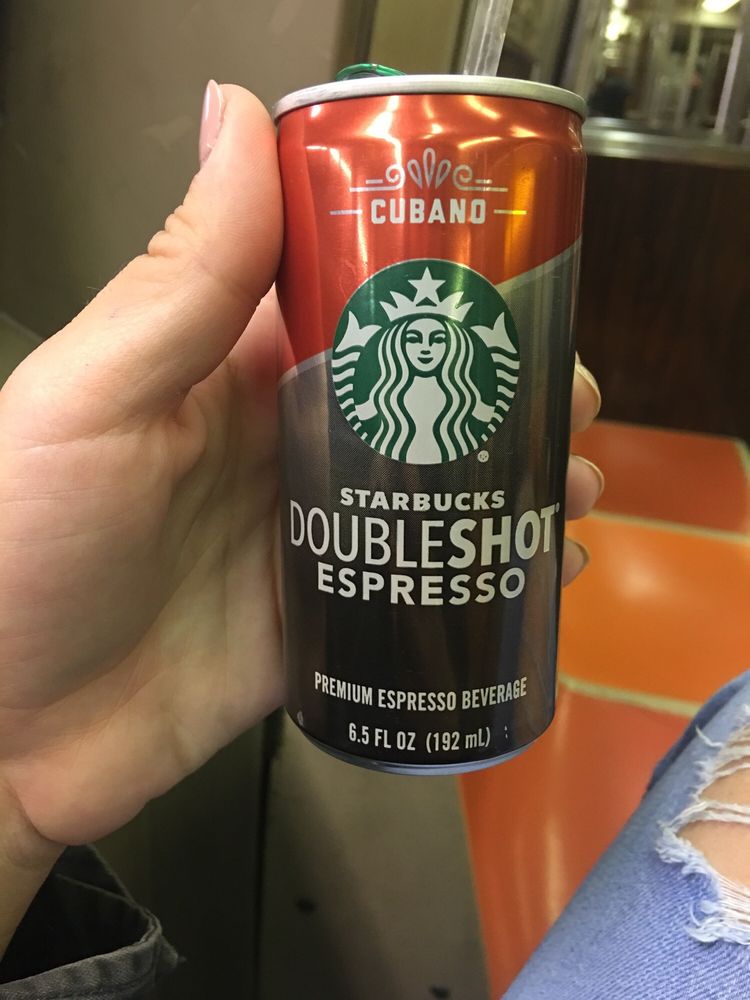 CUBANO
STARBUCKS
DOUBLESHOT®
ESPRESSO
PREMIUM ESPRESSO BEVERAGE
6.5 FL OZ (192 mL)